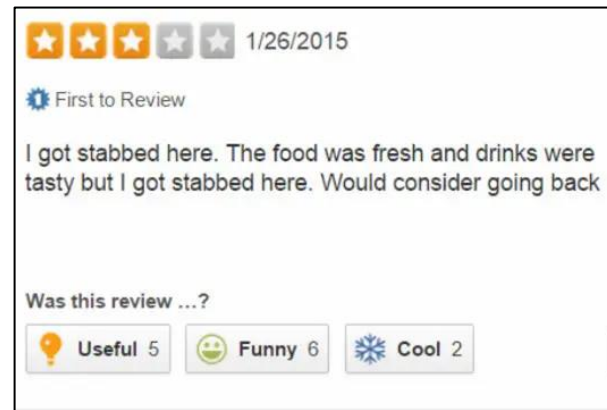 1/26/2015
1 First to Review
I got stabbed here. The food was fresh and drinks were
tasty but I got stabbed here. Would consider going back
Was this review ...?
Useful 5 Funny 6 Cool 2